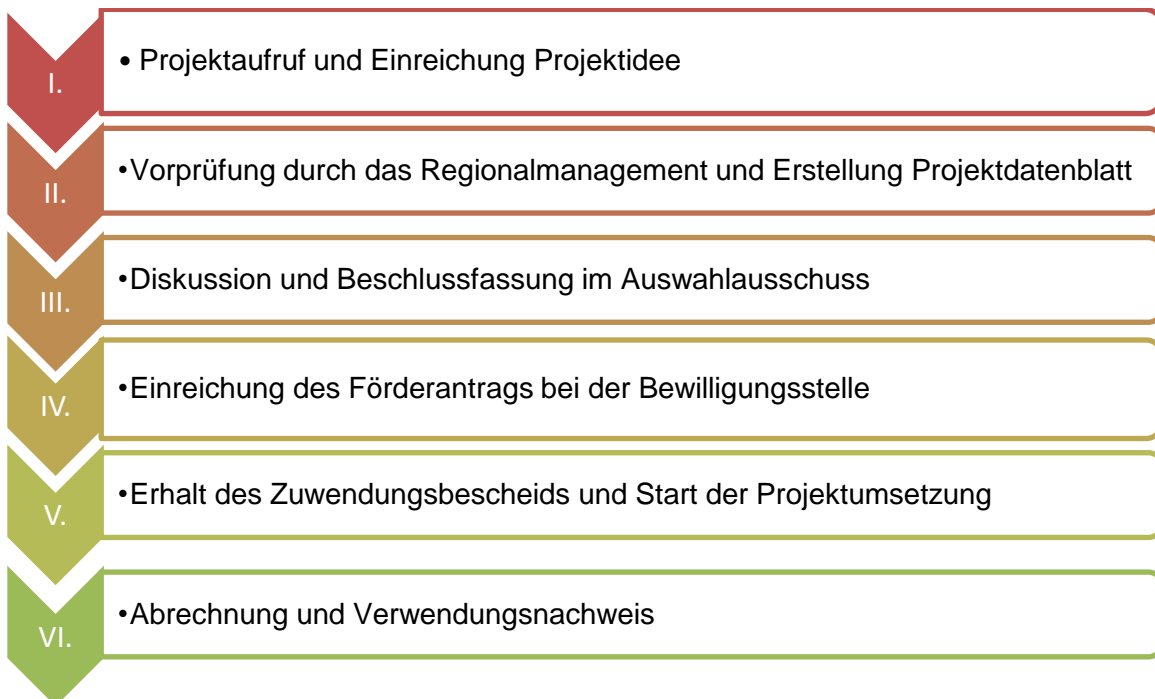 I.
• Projektaufruf und Einreichung Projektidee
II.
•Vorprüfung durch das Regionalmanagement und Erstellung Projektdatenblatt
III.
•Diskussion und Beschlussfassung im Auswahlausschuss
IV.
•Einreichung des Förderantrags bei der Bewilligungsstelle
V.
•Erhalt des Zuwendungsbescheids und Start der Projektumsetzung
VI.
•Abrechnung und Verwendungsnachweis